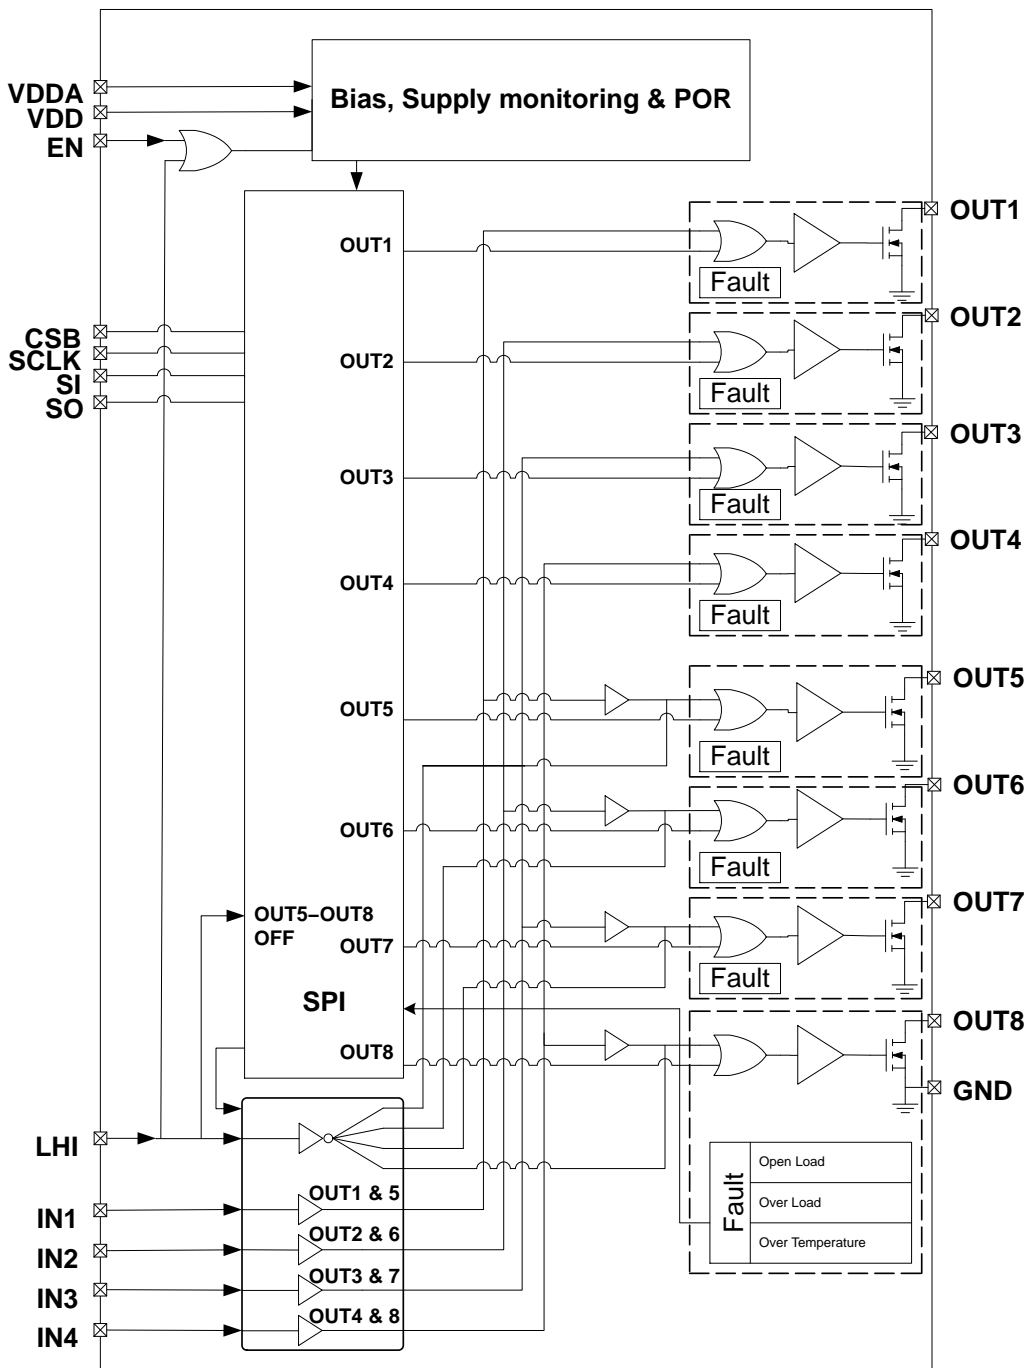 VDDA
VDD
EN
Bias, Supply monitoring & POR
CSB
SCLK
SI
SO
OUT1
OUT2
OUT3
OUT4
OUT5
OUT6
OUT5–OUT8
OFF
OUT7
SPI
OUT8
Fault
OUT1
Fault
OUT2
Fault
OUT3
Fault
OUT4
Fault
OUT5
Fault
OUT6
Fault
OUT7
OUT8
GND
Fault
Open Load
Over Load
Over Temperature
LHI
IN1
IN2
IN3
IN4
OUT1 & 5
OUT2 & 6
OUT3 & 7
OUT4 & 8